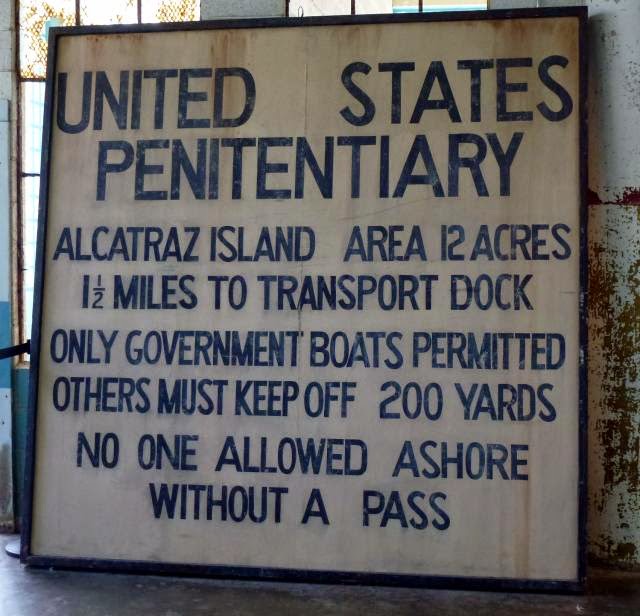 UNITED STATES
PENITENTIARY
ALCATRAZ ISLAND AREA 12 ACRES
1½ MILES TO TRANSPORT DOCK
ONLY GOVERNMENT BOATS PERMITTED
OTHERS MUST KEEP OFF 200 YARDS
NO ONE ALLOWED ASHORE
WITHOUT A PASS